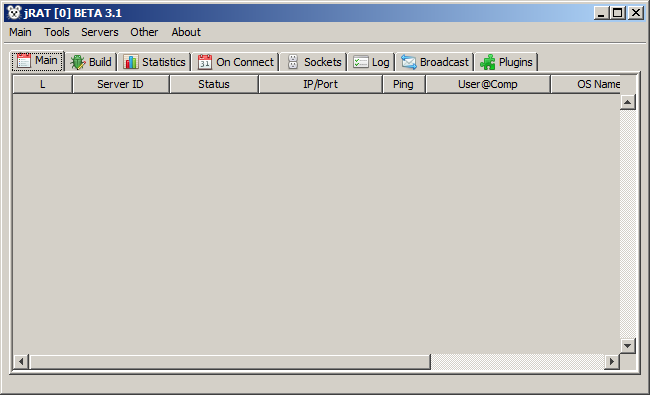 jRAT [0] BETA 3.1
Main Tools Servers Other About
Main Build Statistics On Connect Sockets Log Broadcast Plugins
L Server ID Status IP/Port Ping User@Comp OS Name